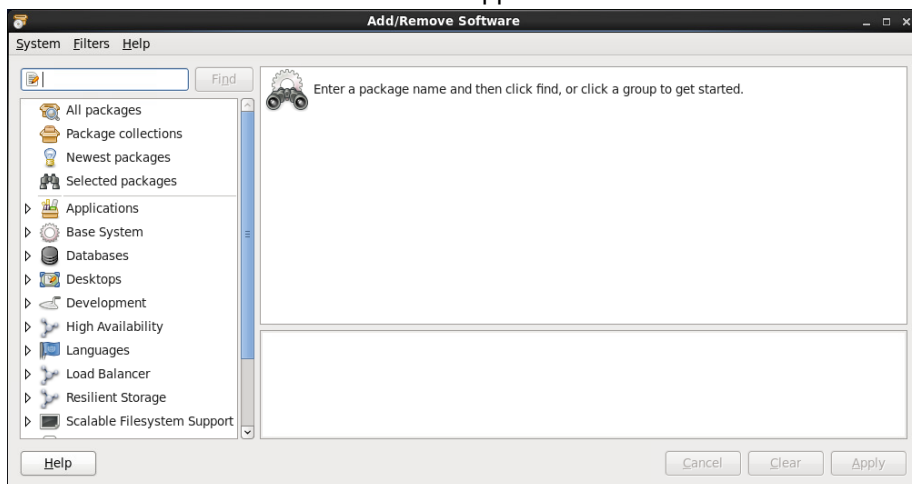 Add/Remove Software
System Filters Help
Find
Enter a package name and then click find, or click a group to get started.
All packages
Package collections
Newest packages
Selected packages
Applications
Base System
Databases
Desktops
Development
High Availability
Languages
Load Balancer
Resilient Storage
Scalable Filesystem Support
Help Cancel Clear Apply